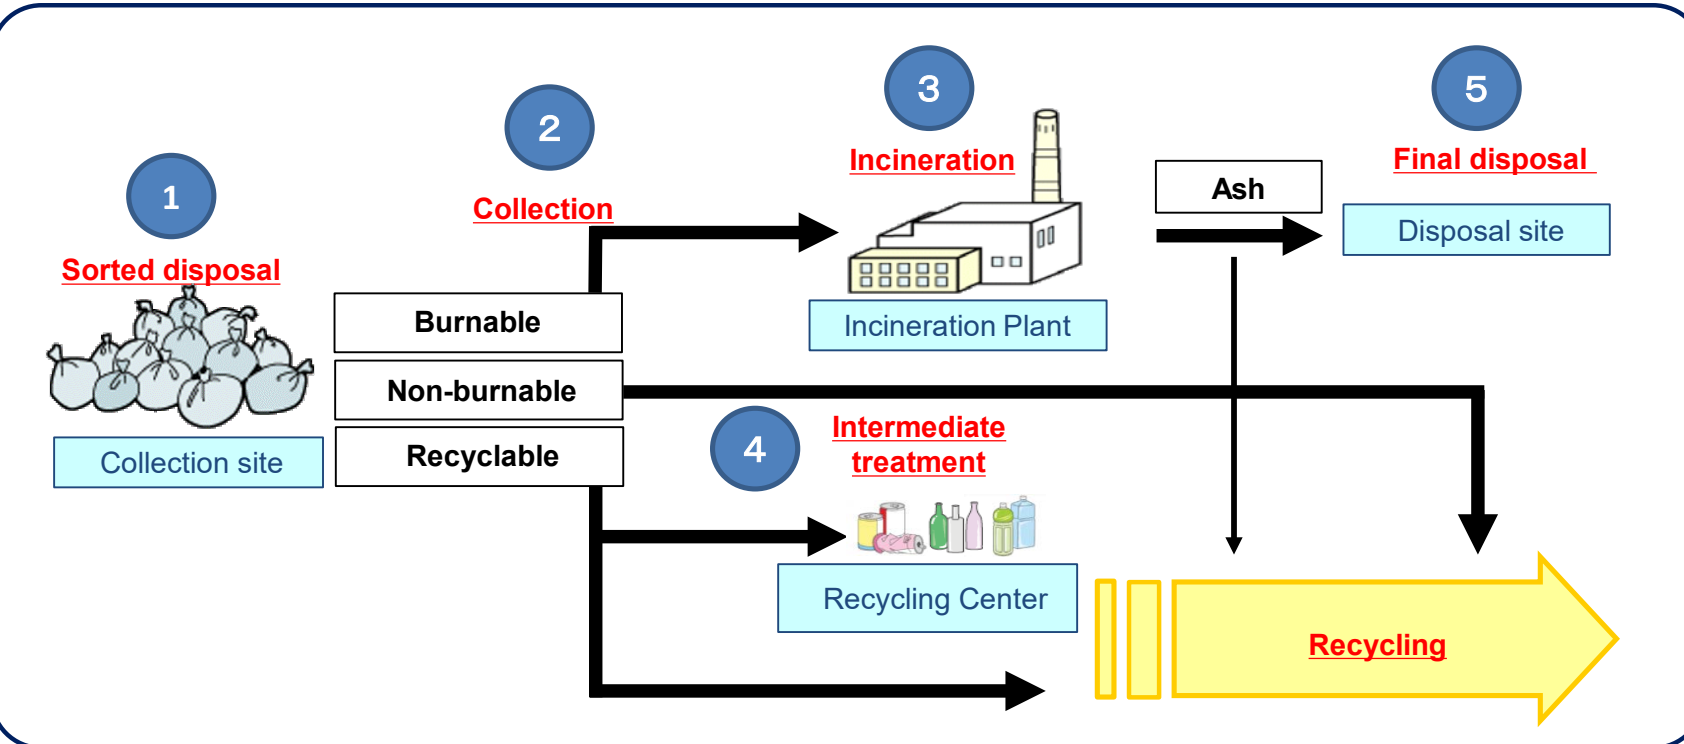 1
Sorted disposal
Collection site
2
Collection
Burnable
Non-burnable
Recyclable
3
Incineration
Incineration Plant
4
Intermediate
treatment
Recycling Center
Ash
5
Final disposal
Disposal site
Recycling